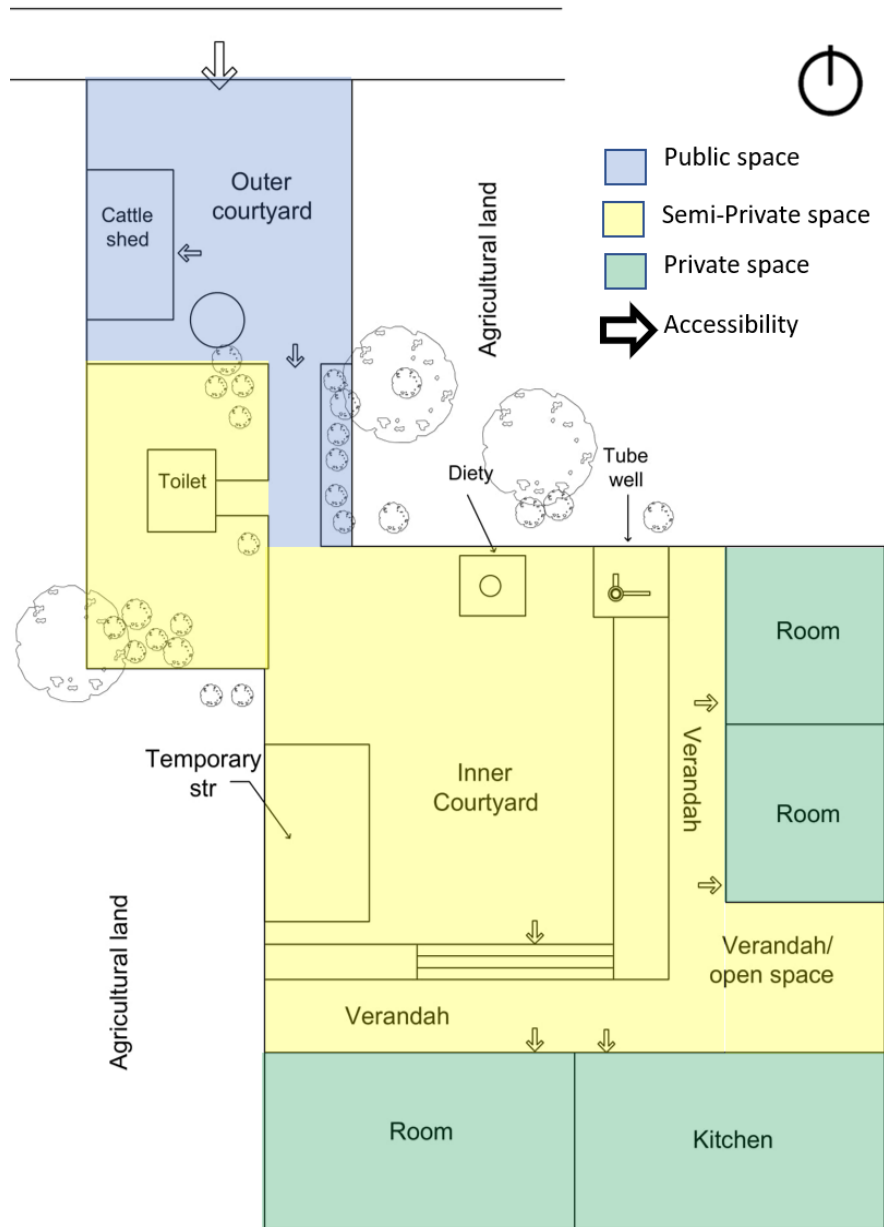 Public space
Semi-Private space
Private space
Accessibility
Outer
courtyard
Cattle
shed
Agricultural land
Toilet
Diety
Tube
well
Room
Verandah
Temporary
str
Inner
Courtyard
Room
Agricultural land
Verandah/
open space
Verandah
Room
Kitchen